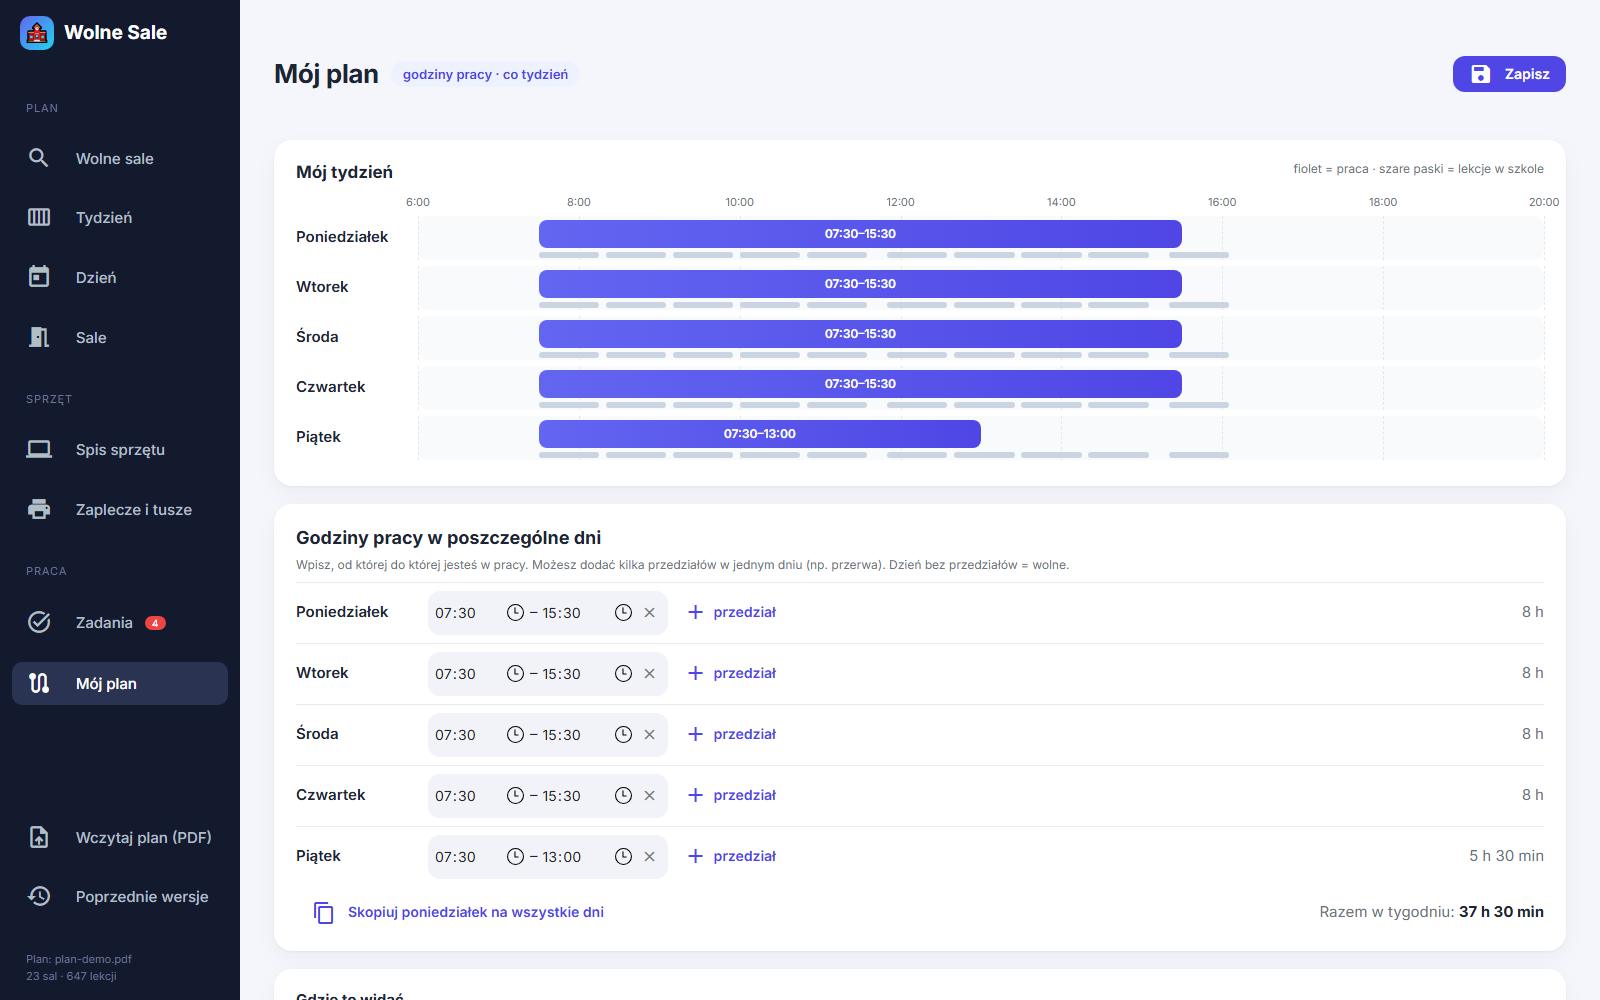 Wolne Sale
PLAN
Wolne sale
Tydzień
Dzień
Sale
SPRZĘT
Spis sprzętu
Zaplecze i tusze
PRACA
Zadania 4
Mój plan
Wczytaj plan (PDF)
Poprzednie wersje
Plan: plan-demo.pdf
23 sal · 647 lekcji
Mój plan godziny pracy · co tydzień
Zapisz
Mój tydzień
fiolet = praca · szare paski = lekcje w szkole
6:00 8:00 10:00 12:00 14:00 16:00 18:00 20:00
Poniedziałek 07:30–15:30
Wtorek 07:30–15:30
Środa 07:30–15:30
Czwartek 07:30–15:30
Piątek 07:30–13:00
Godziny pracy w poszczególne dni
Wpisz, od której do której jesteś w pracy. Możesz dodać kilka przedziałów w jednym dniu (np. przerwa). Dzień bez przedziałów = wolne.
Poniedziałek 07:30 – 15:30 × + przedział 8 h
Wtorek 07:30 – 15:30 × + przedział 8 h
Środa 07:30 – 15:30 × + przedział 8 h
Czwartek 07:30 – 15:30 × + przedział 8 h
Piątek 07:30 – 13:00 × + przedział 5 h 30 min
Skopiuj poniedziałek na wszystkie dni
Razem w tygodniu: 37 h 30 min
Gdzie to widać